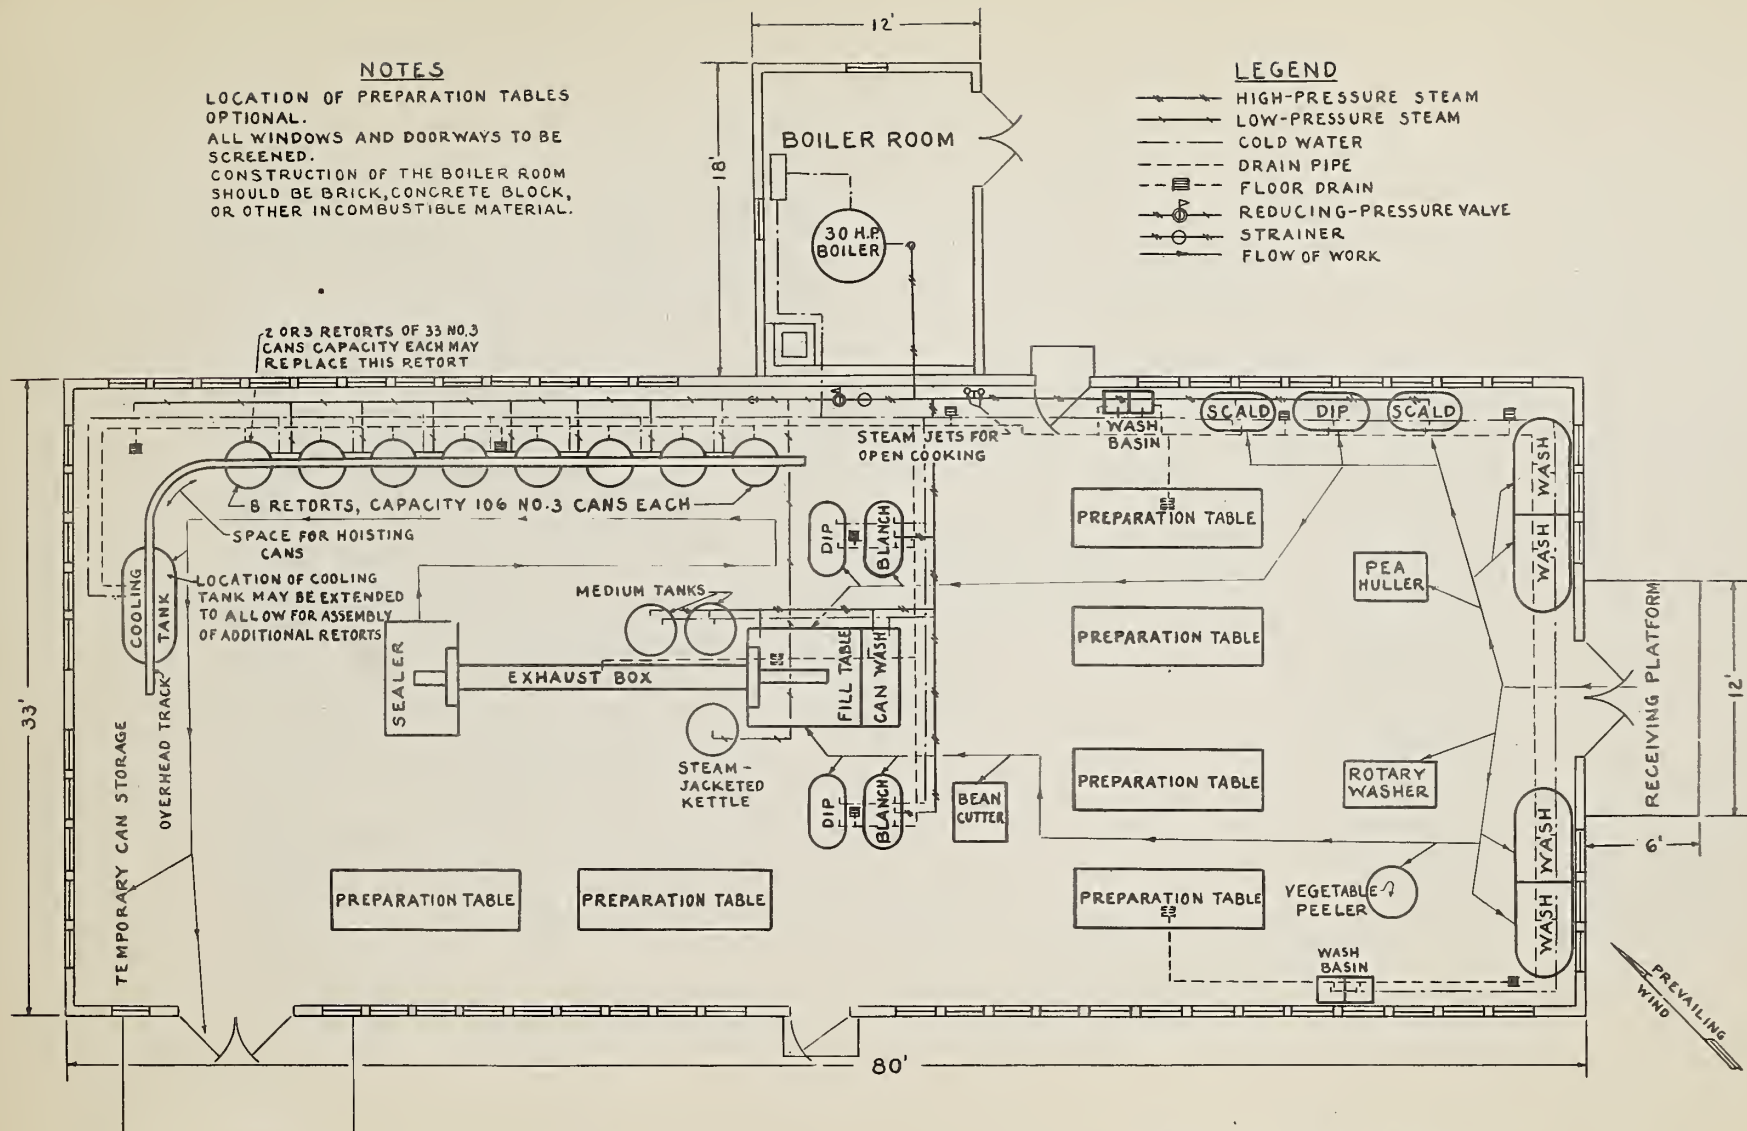 12'
NOTES
LOCATION OF PREPARATION TABLES
OPTIONAL.
ALL WINDOWS AND DOORWAYS TO BE
SCREENED.
CONSTRUCTION OF THE BOILER ROOM
SHOULD BE BRICK, CONCRETE BLOCK,
OR OTHER INCOMBUSTIBLE MATERIAL.
LEGEND
HIGH-PRESSURE STEAM
LOW-PRESSURE STEAM
COLD WATER
DRAIN PIPE
FLOOR DRAIN
REDUCING-PRESSURE VALVE
STRAINER
FLOW OF WORK
BOILER ROOM
18'
30 H.P.
BOILER
2 OR 3 RETORTS OF 33 NO.3
CANS CAPACITY EACH MAY
REPLACE THIS RETORT
STEAM JETS FOR
OPEN COOKING
WASH
BASIN
SCALD
DIP
SCALD
WASH
WASH
8 RETORTS, CAPACITY 106 NO.3 CANS EACH
SPACE FOR HOISTING
CANS
COOLING
TANK
LOCATION OF COOLING
TANK MAY BE EXTENDED
TO ALLOW FOR ASSEMBLY
OF ADDITIONAL RETORTS
MEDIUM TANKS
DIP
BLANCH
PREPARATION TABLE
PEA
HULLER
PREPARATION TABLE
SEALER
EXHAUST BOX
FILL TABLE
CAN WASH
RECEIVING PLATFORM
12'
33'
OVERHEAD TRACK
TEMPORARY CAN STORAGE
STEAM-
JACKETED
KETTLE
DIP
BLANCH
BEAN
CUTTER
PREPARATION TABLE
ROTARY
WASHER
WASH
WASH
6'
PREPARATION TABLE
PREPARATION TABLE
PREPARATION TABLE
VEGETABLE
PEELER
WASH
BASIN
PREVAILING
WIND
80'